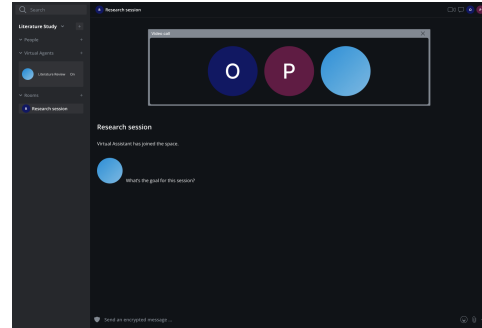 Search
R Research session
O P
Literature Study
Video call
People
Virtual Agents
O P
Literature Review On
Rooms
R Research session
Research session
Virtual Assistant has joined the space.
What's the goal for this session?
Send an encrypted message ...